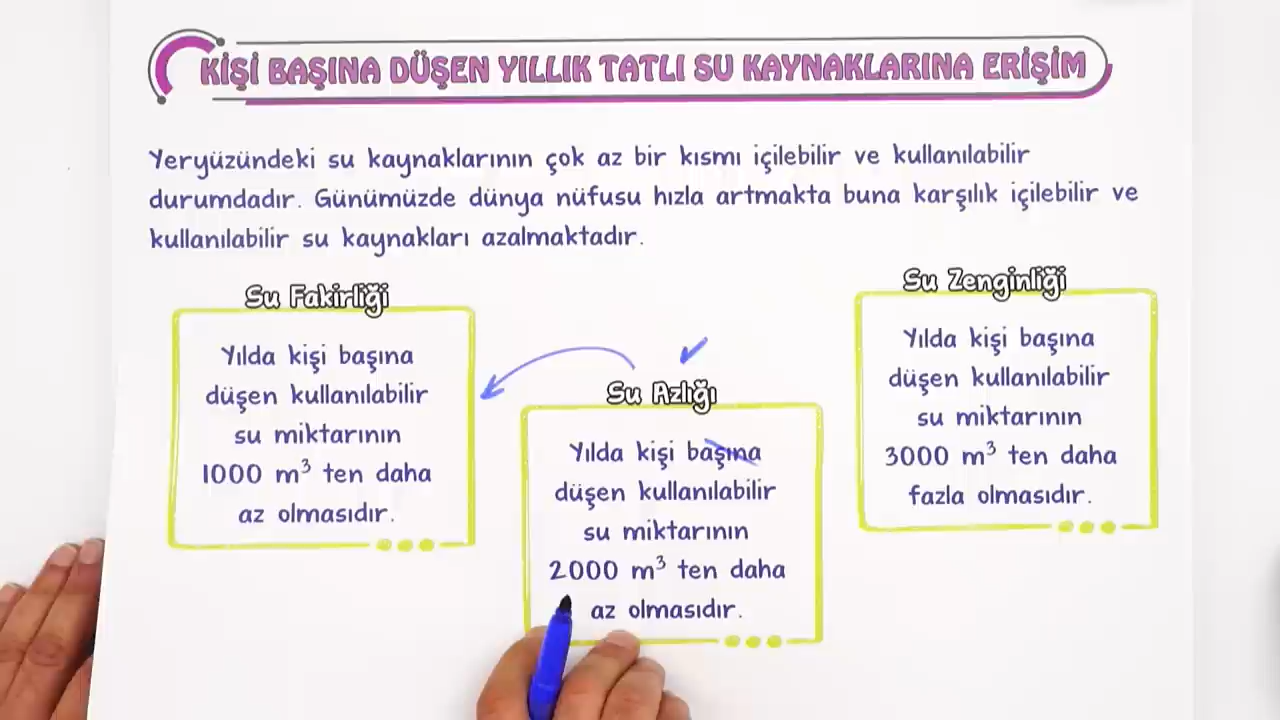 KİŞİ BAŞINA DÜŞEN YILLIK TATLI SU KAYNAKLARINA ERİŞİM
Yeryüzündeki su kaynaklarının çok az bir kısmı içilebilir ve kullanılabilir
durumdadır. Günümüzde dünya nüfusu hızla artmakta buna karşılık içilebilir ve
kullanılabilir su kaynakları azalmaktadır.
Su Fakirliği
Yılda kişi başına
düşen kullanılabilir
su miktarının
1000 m³ ten daha
az olmasıdır.
Su Azlığı
Yılda kişi başına
düşen kullanılabilir
su miktarının
2000 m³ ten daha
az olmasıdır.
Su Zenginliği
Yılda kişi başına
düşen kullanılabilir
su miktarının
3000 m³ ten daha
fazla olmasıdır.